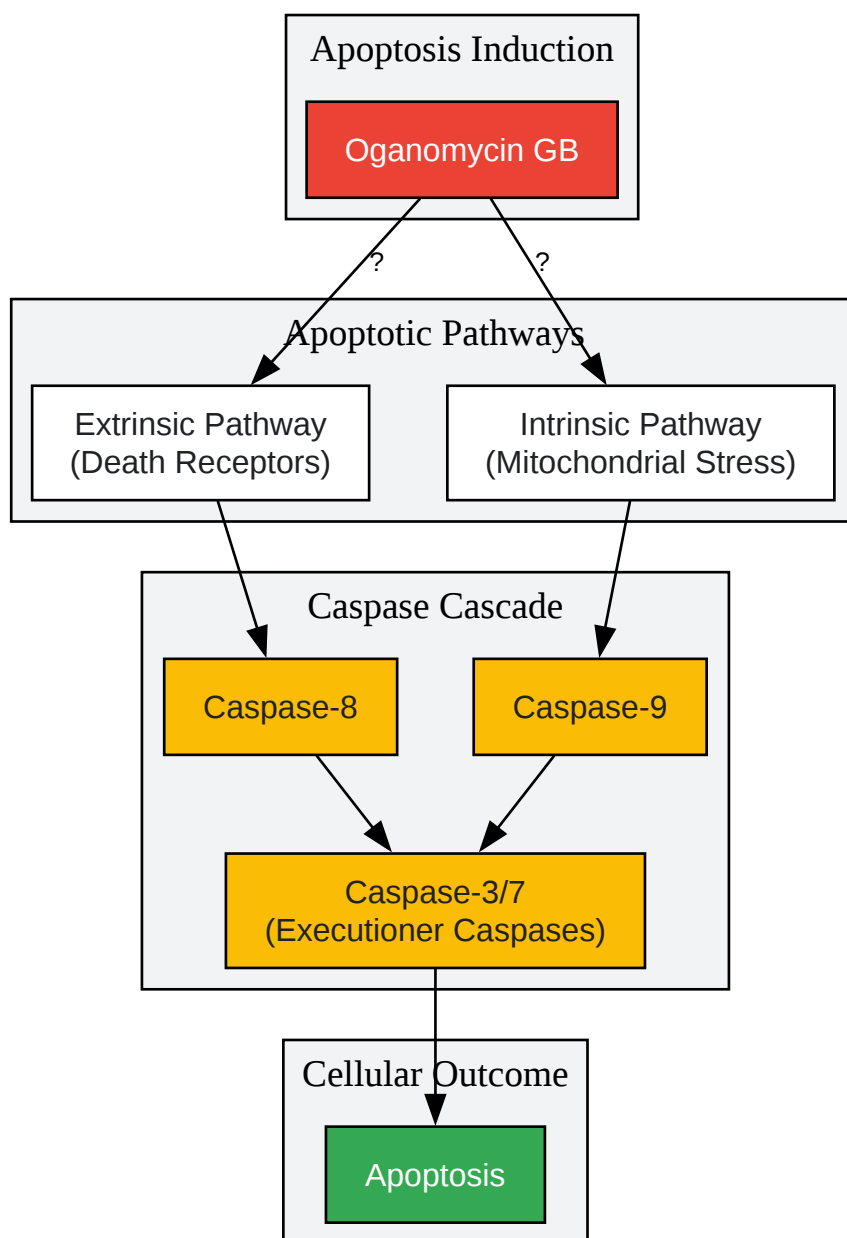 Apoptosis Induction
Oganomycin GB
?
?
Apoptotic Pathways
Extrinsic Pathway
(Death Receptors)
Intrinsic Pathway
(Mitochondrial Stress)
Caspase Cascade
Caspase-8
Caspase-9
Caspase-3/7
(Executioner Caspases)
Cellular Outcome
Apoptosis